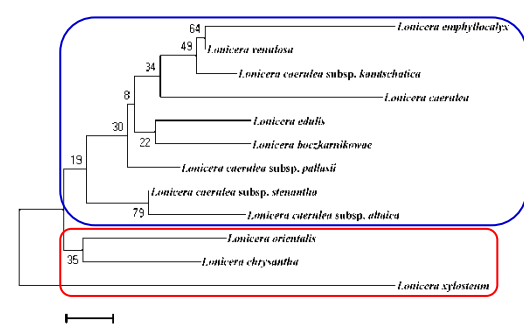 64
Lonicera emphyllocalyx
49
Lonicera venulosa
Lonicera caerulea subsp. kamtschatica
34
Lonicera caerulea
8
Lonicera edulis
30
22
Lonicera boczkarnikowae
19
Lonicera caerulea subsp. pallasii
Lonicera caerulea subsp. stenantha
79
Lonicera caerulea subsp. altaica
Lonicera orientalis
35
Lonicera chrysantha
Lonicera xylosteum